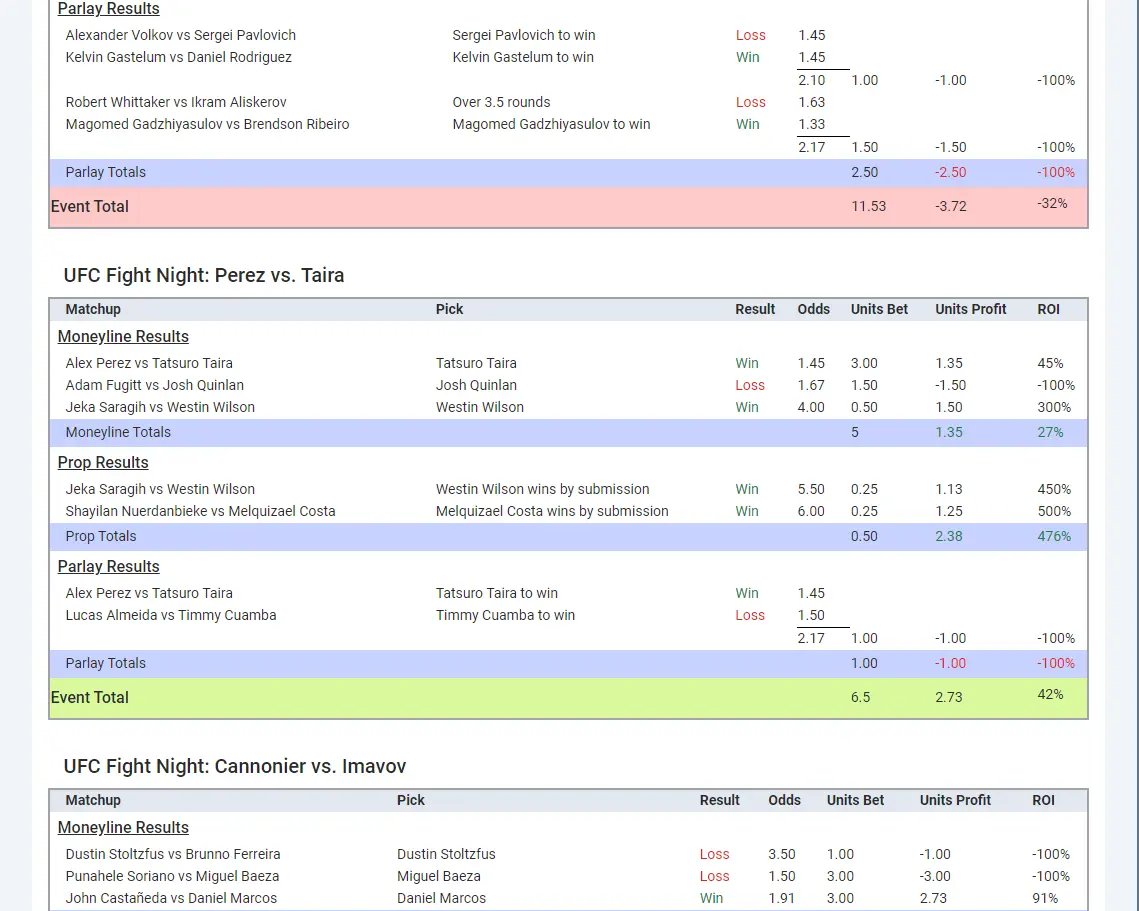 Parlay Results
Alexander Volkov vs Sergei Pavlovich Sergei Pavlovich to win Loss 1.45
Kelvin Gastelum vs Daniel Rodriguez Kelvin Gastelum to win Win 1.45
2.10 1.00 -1.00 -100%
Robert Whittaker vs Ikram Aliskerov Over 3.5 rounds Loss 1.63
Magomed Gadzhiyasulov vs Brendson Ribeiro Magomed Gadzhiyasulov to win Win 1.33
2.17 1.50 -1.50 -100%
Parlay Totals 2.50 -2.50 -100%
Event Total 11.53 -3.72 -32%
UFC Fight Night: Perez vs. Taira
Matchup Pick Result Odds Units Bet Units Profit ROI
Moneyline Results
Alex Perez vs Tatsuro Taira Tatsuro Taira Win 1.45 3.00 1.35 45%
Adam Fugitt vs Josh Quinlan Josh Quinlan Loss 1.67 1.50 -1.50 -100%
Jeka Saragih vs Westin Wilson Westin Wilson Win 4.00 0.50 1.50 300%
Moneyline Totals 5 1.35 27%
Prop Results
Jeka Saragih vs Westin Wilson Westin Wilson wins by submission Win 5.50 0.25 1.13 450%
Shayilan Nuerdanbieke vs Melquizael Costa Melquizael Costa wins by submission Win 6.00 0.25 1.25 500%
Prop Totals 0.50 2.38 476%
Parlay Results
Alex Perez vs Tatsuro Taira Tatsuro Taira to win Win 1.45
Lucas Almeida vs Timmy Cuamba Timmy Cuamba to win Loss 1.50
2.17 1.00 -1.00 -100%
Parlay Totals 1.00 -1.00 -100%
Event Total 6.5 2.73 42%
UFC Fight Night: Cannonier vs. Imavov
Matchup Pick Result Odds Units Bet Units Profit ROI
Moneyline Results
Dustin Stoltzfus vs Brunno Ferreira Dustin Stoltzfus Loss 3.50 1.00 -1.00 -100%
Punahele Soriano vs Miguel Baeza Miguel Baeza Loss 1.50 3.00 -3.00 -100%
John Castañeda vs Daniel Marcos Daniel Marcos Win 1.91 3.00 2.73 91%